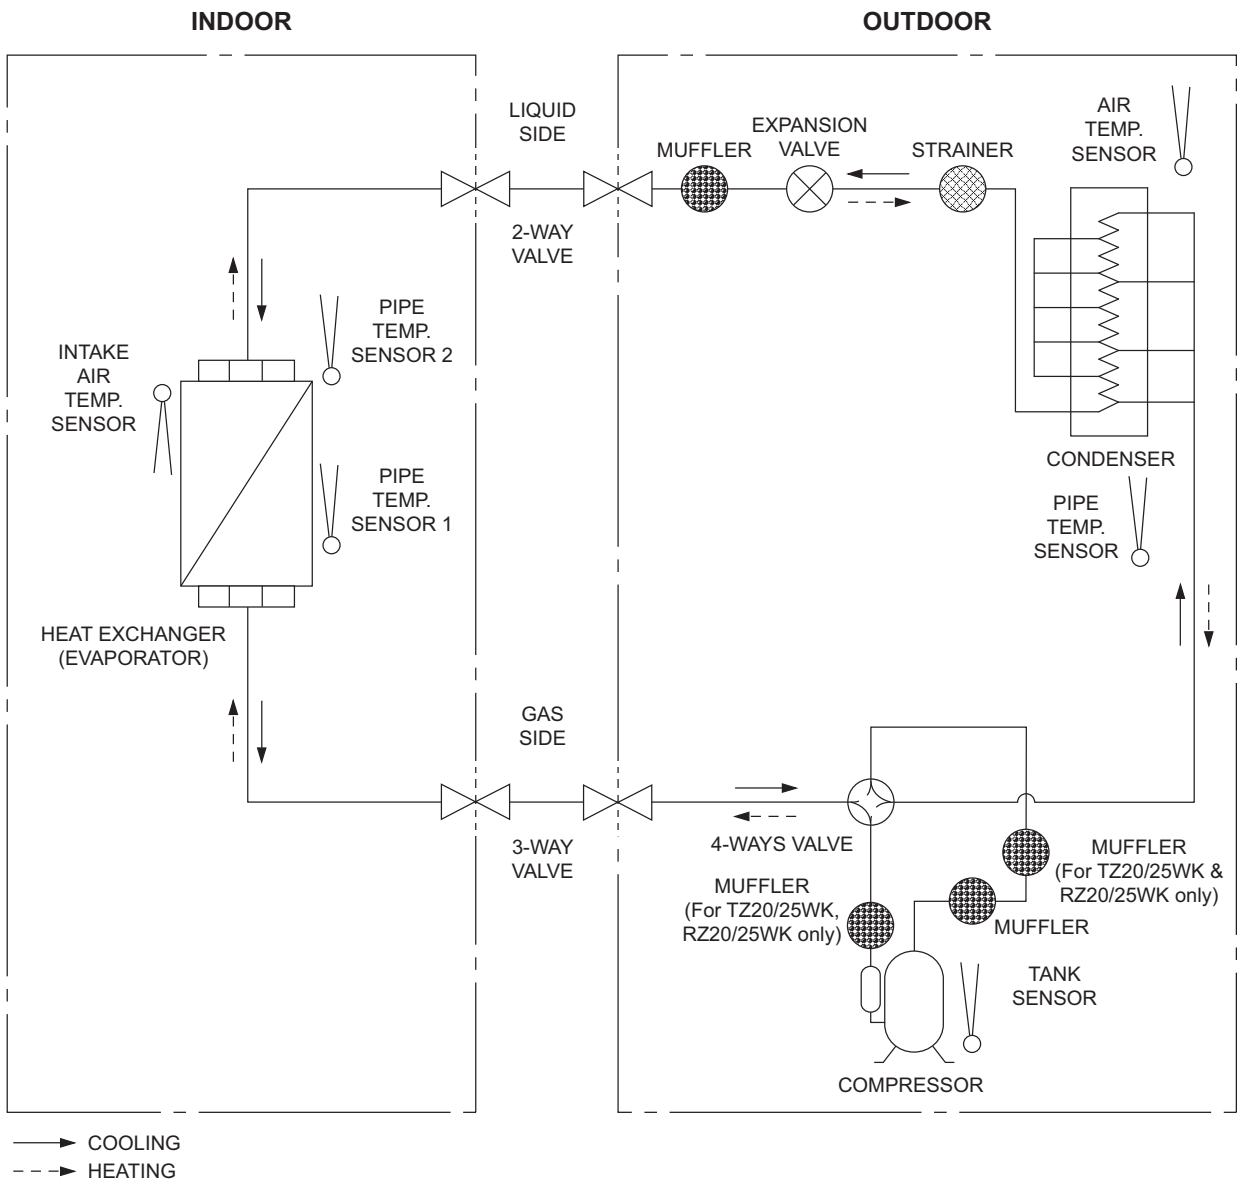 INDOOR
OUTDOOR
LIQUID
SIDE
MUFFLER
EXPANSION
VALVE
STRAINER
AIR
TEMP.
SENSOR
2-WAY
VALVE
PIPE
TEMP.
SENSOR 2
INTAKE
AIR
TEMP.
SENSOR
PIPE
TEMP.
SENSOR 1
CONDENSER
PIPE
TEMP.
SENSOR
HEAT EXCHANGER
(EVAPORATOR)
GAS
SIDE
3-WAY
VALVE
4-WAYS VALVE
MUFFLER
(For TZ20/25WK &
RZ20/25WK only)
MUFFLER
(For TZ20/25WK,
RZ20/25WK only)
MUFFLER
TANK
SENSOR
COMPRESSOR
COOLING
HEATING